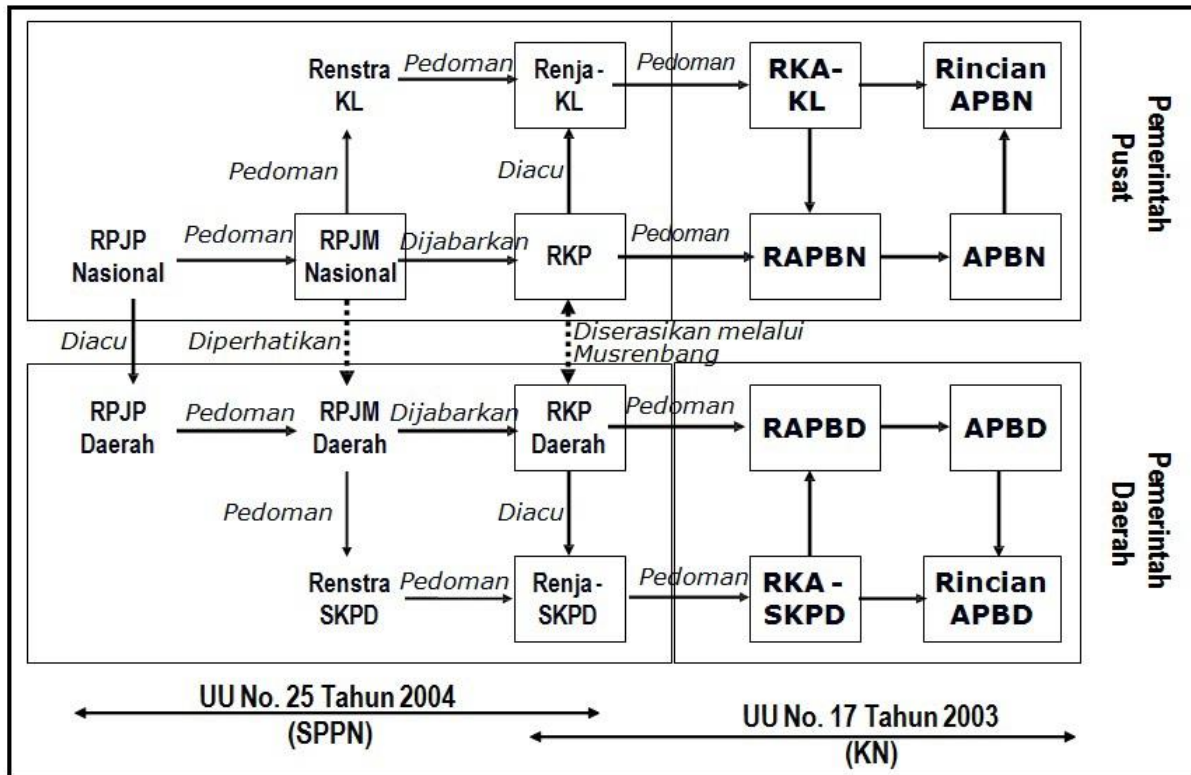 Renstra
KL
Pedoman
Renja-
KL
Pedoman
RKA-
KL
Rincian
APBN
Pedoman
Diacu
RPJP
Nasional
Pedoman
RPJM
Nasional
Dijabarkan
RKP
Pedoman
RAPBN
APBN
Pemerintah
Pusat
Diacu
Diperhatikan
Diserasikan melalui
Musrenbang
RPJP
Daerah
Pedoman
RPJM
Daerah
Dijabarkan
RKP
Daerah
Pedoman
RAPBD
APBD
Pedoman
Diacu
Renstra
SKPD
Pedoman
Renja-
SKPD
Pedoman
RKA -
SKPD
Rincian
APBD
Pemerintah
Daerah
UU No. 25 Tahun 2004
(SPPN)
UU No. 17 Tahun 2003
(KN)